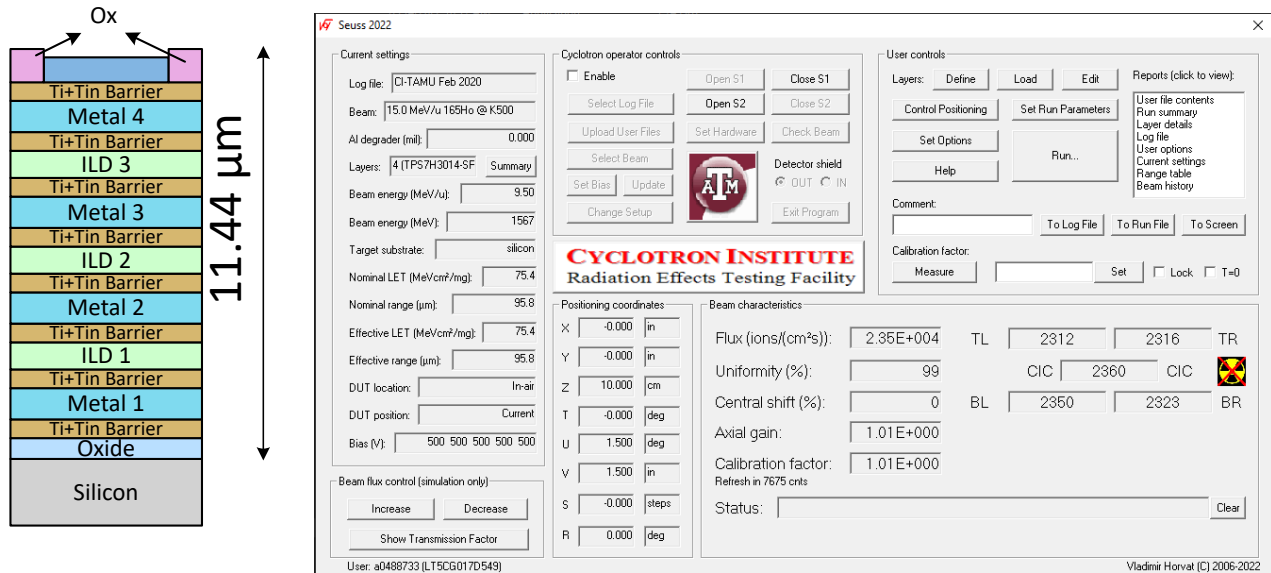 Ox
Ti+Tin Barrier
Metal 4
Ti+Tin Barrier
ILD 3
Ti+Tin Barrier
Metal 3
Ti+Tin Barrier
ILD 2
Ti+Tin Barrier
Metal 2
Ti+Tin Barrier
ILD 1
Ti+Tin Barrier
Metal 1
Ti+Tin Barrier
Oxide
Silicon
11.44 µm
Seuss 2022
Current settings
Log file: CI-TAMU Feb 2020
Beam: 15.0 MeV/u 165Ho @ K500
Al degrader (mil): 0.000
Layers: 4 (TPS7H3014-SF Summary
Beam energy (MeV/u): 9.50
Beam energy (MeV): 1567
Target substrate: silicon
Nominal LET (MeVcm²/mg): 75.4
Nominal range (µm): 95.8
Effective LET (MeVcm²/mg): 75.4
Effective range (µm): 95.8
DUT location: In-air
DUT position: Current
Bias (V): 500 500 500 500 500
Beam flux control (simulation only)
Increase Decrease
Show Transmission Factor
User: a0488733 (LT5CG017D549)
Cyclotron operator controls
Enable Open S1 Close S1
Select Log File Open S2 Close S2
Upload User Files Set Hardware Check Beam
Select Beam
Set Bias Update
Change Setup
ATM
Detector shield
OUT IN
Exit Program
CYCLOTRON INSTITUTE
Radiation Effects Testing Facility
Positioning coordinates
X -0.000 in
Y -0.000 in
Z 10.000 cm
T -0.000 deg
U 1.500 deg
V 1.500 in
S -0.000 steps
R 0.000 deg
User controls
Layers: Define Load Edit
Control Positioning Set Run Parameters
Set Options Run...
Help
Reports (click to view):
User file contents
Run summary
Layer details
Log file
User options
Current settings
Range table
Beam history
Comment:
To Log File To Run File To Screen
Calibration factor:
Measure Set Lock T=0
Beam characteristics
Flux (ions/(cm²s)): 2.35E+004 TL 2312 2316 TR
Uniformity (%): 99 CIC 2360 CIC
Central shift (%): 0 BL 2350 2323 BR
Axial gain: 1.01E+000
Calibration factor: 1.01E+000
Refresh in 7675 cnts
Status: Clear
Vladimir Horvat (C) 2006-2022